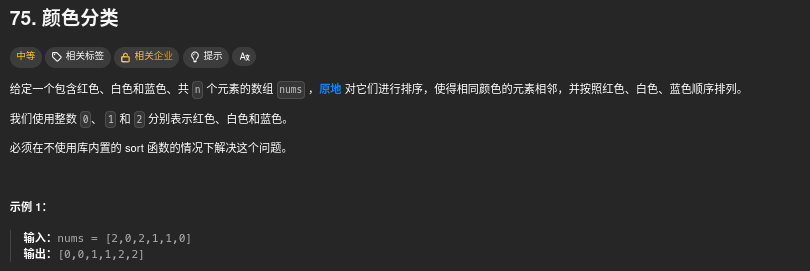 75. 颜色分类
中等 相关标签 相关企业 提示 A文
给定一个包含红色、白色和蓝色、共 n 个元素的数组 nums ，原地 对它们进行排序，使得相同颜色的元素相邻，并按照红色、白色、蓝色顺序排列。
我们使用整数 0、 1 和 2 分别表示红色、白色和蓝色。
必须在不使用库内置的 sort 函数的情况下解决这个问题。
示例 1：
输入：nums = [2,0,2,1,1,0]
输出：[0,0,1,1,2,2]